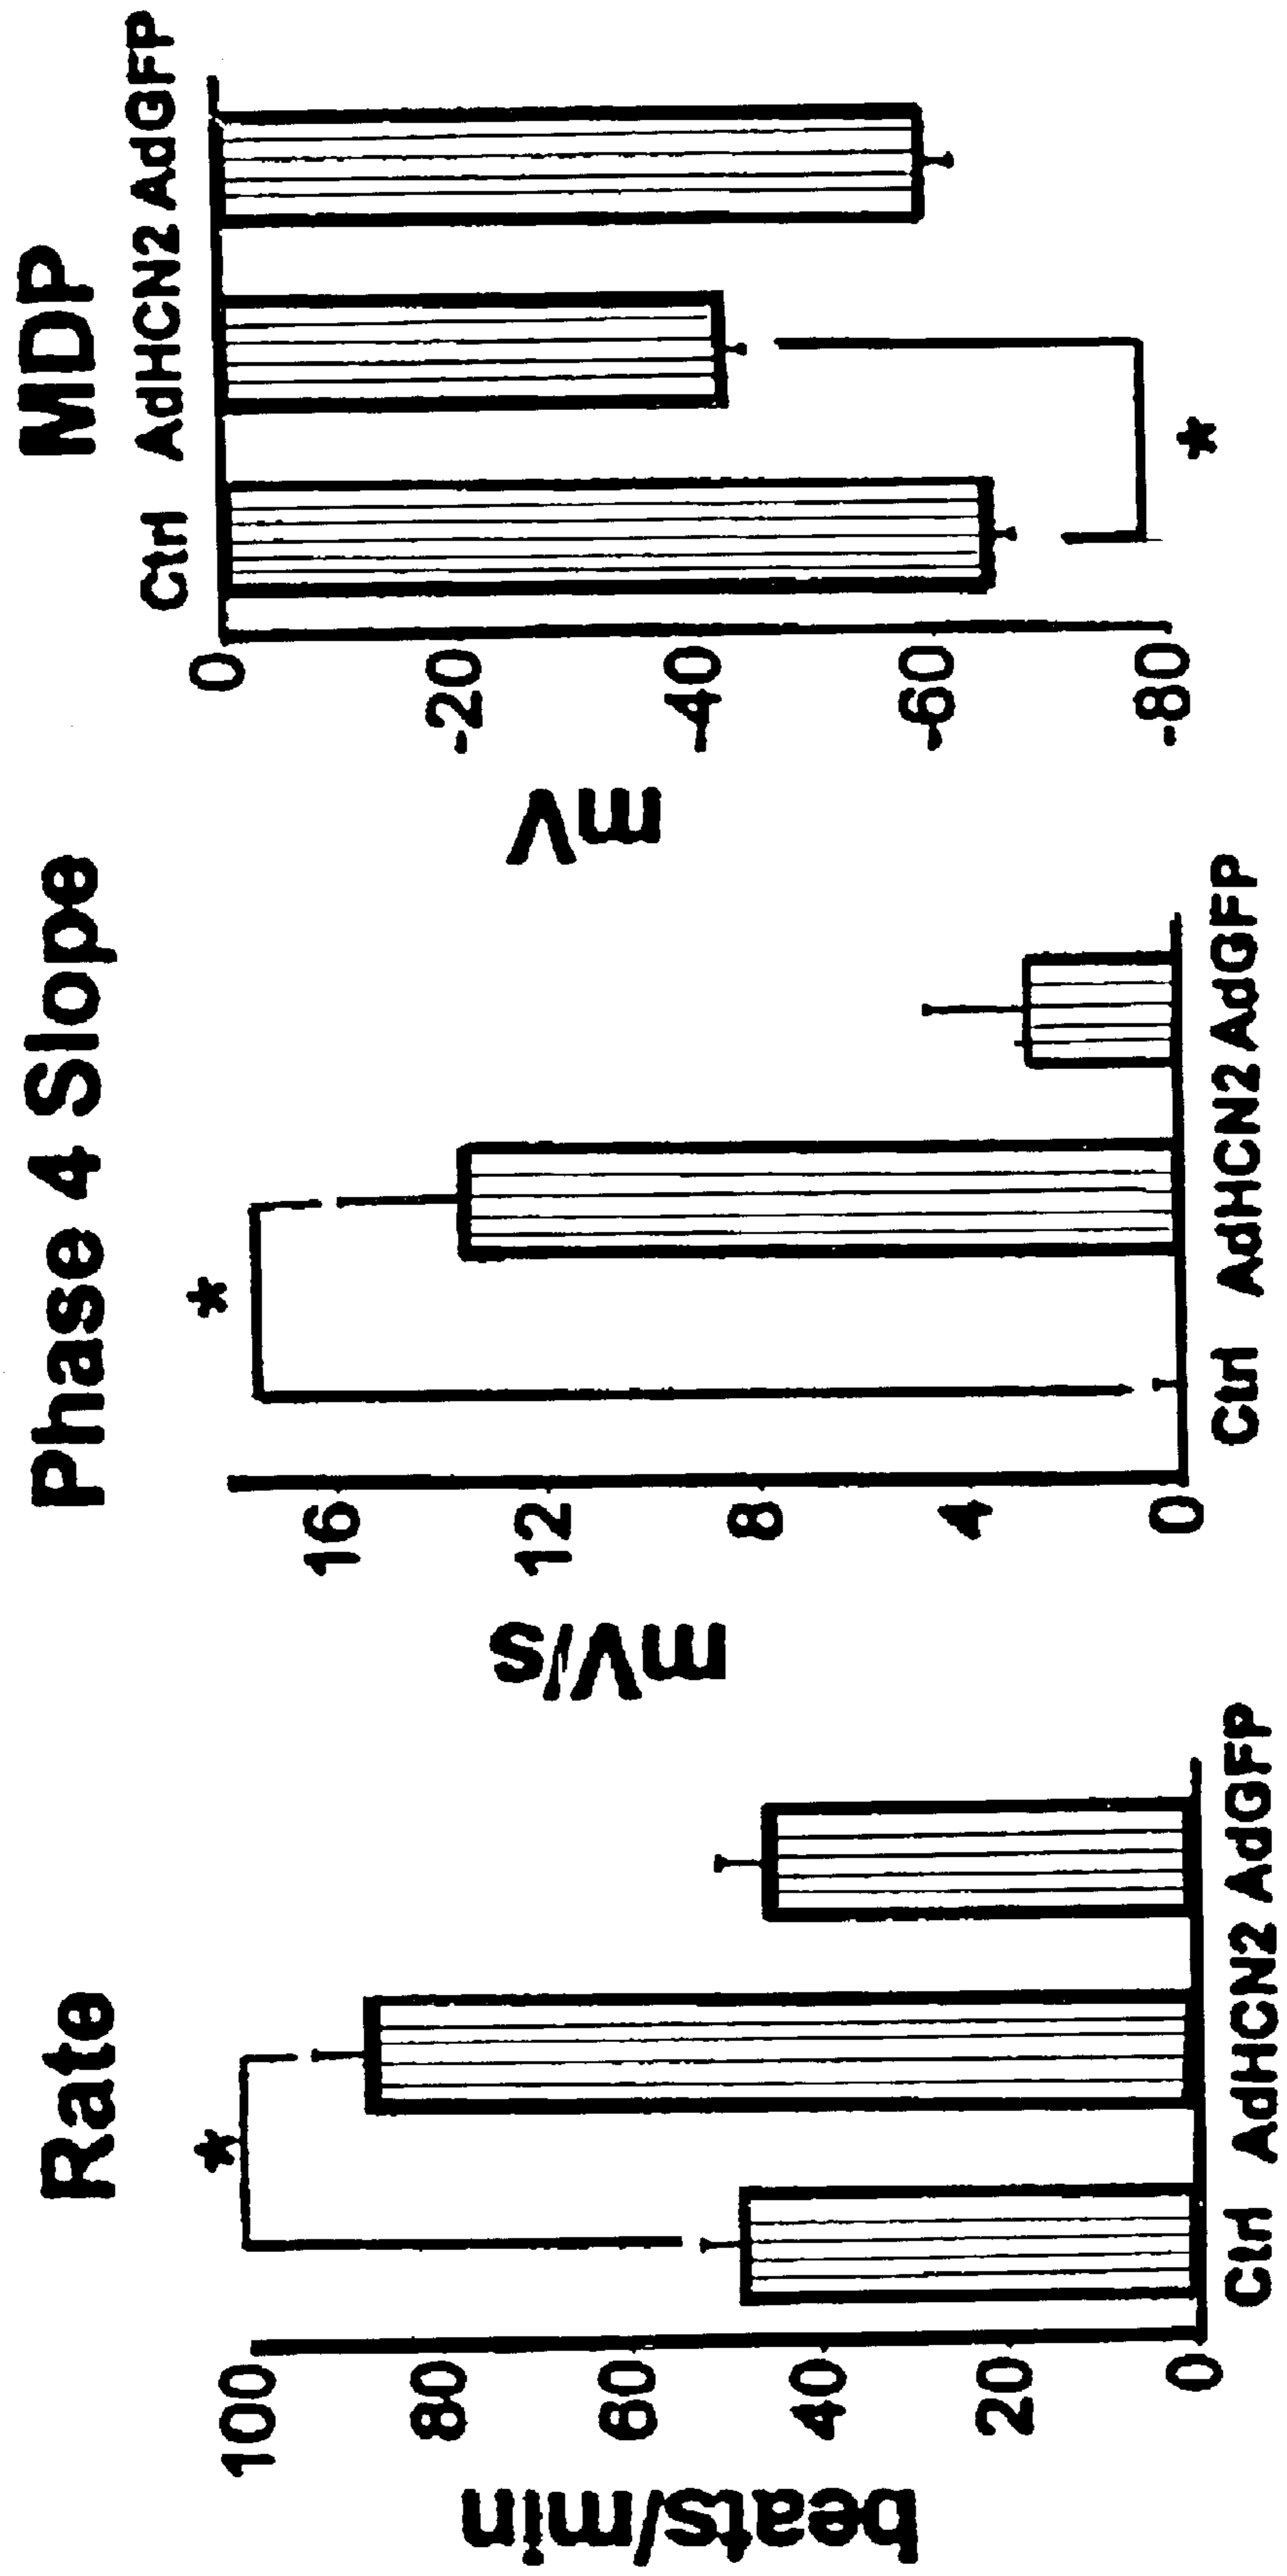 Rate
beats/min
100
80
60
40
20
0
*
Ctrl AdHCN2 AdGFP
Phase 4 Slope
mV/s
16
12
8
4
0
*
Ctrl AdHCN2 AdGFP
MDP
Ctrl AdHCN2 AdGFP
mV
0
-20
-40
-60
-80
*